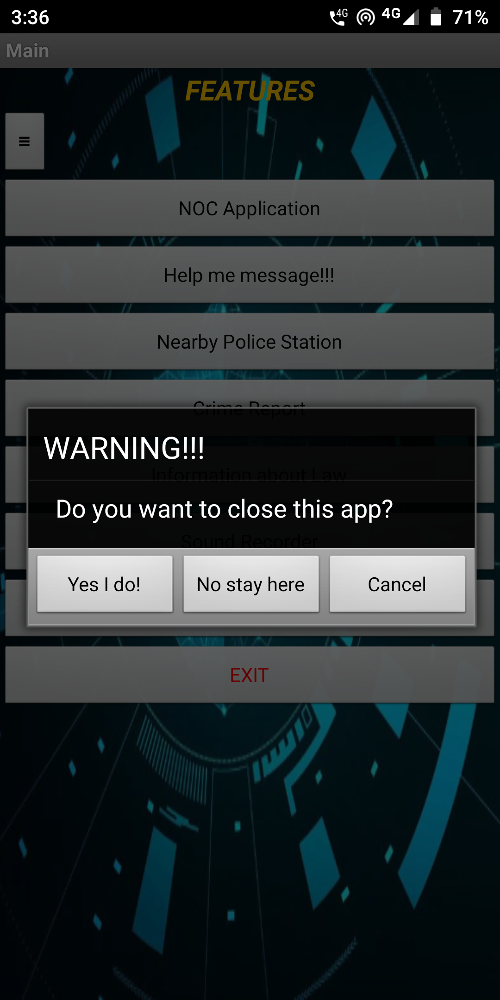 3:36 4G 4G 71%
Main
FEATURES
≡
NOC Application
Help me message!!!
Nearby Police Station
Crime Report
WARNING!!!
Information about Law
Do you want to close this app?
Sound Recorder
Yes I do! No stay here Cancel
EXIT